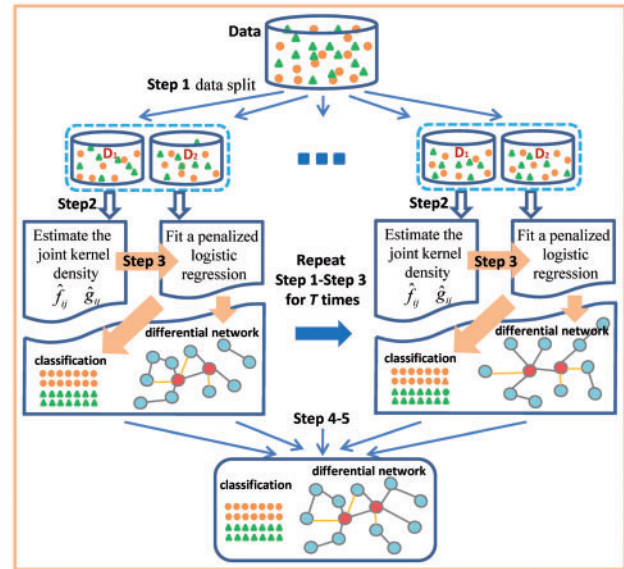 Data
Step 1 data split
D₁
D₂
D₁
D₂
Step2
Step2
Estimate the
joint kernel
density
f̂ij ĝij
Step 3
Fit a penalized
logistic
regression
Repeat
Step 1-Step 3
for T times
Estimate the
joint kernel
density
f̂ij ĝij
Step 3
Fit a penalized
logistic
regression
differential network
classification
differential network
classification
Step 4-5
differential network
classification